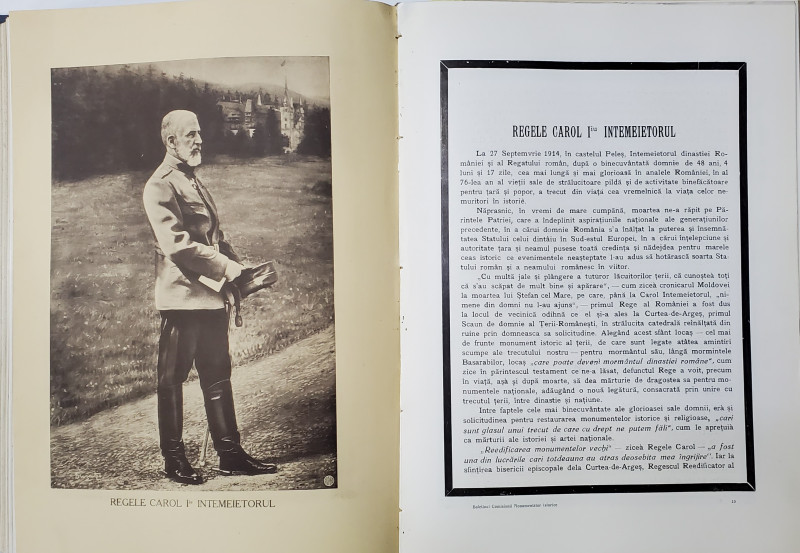 REGELE CAROL Iiu INTEMEIETORUL
REGELE CAROL Iiu INTEMEIETORUL
La 27 Septemvrie 1914, în castelul Peleș, Intemeietorul dinastiei Ro-
mâniei și al Regatului român, după o binecuvântată domnie de 48 ani, 4
luni și 17 zile, cea mai lungă și mai glorioasă în analele României, în al
76-lea an al vieții sale de strălucitoare pildă și de activitate binefăcătoare
pentru țară și popor, a trecut din viața cea vremelnică la viața celor ne-
muritori în istorie.
Năprasnic, în vremi de mare cumpănă, moartea ne-a răpit pe Pă-
rintele Patriei, care a îndeplinit aspirațiunile naționale ale generațiunilor
precedente, în a cărui domnie România s'a înălțat la puterea și însemnă-
tatea Statului celui dintâiu în Sud-estul Europei, în a cărui înțelepciune și
autoritate țara și neamul pusese toată credința și nădejdea pentru marele
ceas istoric ce evenimentele neașteptate l-au adus să hotărască soarta Sta-
tului român și a neamului românesc în viitor.
„Cu multă jale și plângere a tuturor lăcuitorilor țerii, că cunoștea toți
că s'au scăpat de mult bine și apărare“, — cum zicea cronicarul Moldovei
la moartea lui Ștefan cel Mare, pe care, până la Carol Intemeietorul, „ni-
mene din domni nu l-au ajuns“, — primul Rege al României a fost dus
la locul de vecinică odihnă ce el și-a ales la Curtea-de-Argeș, primul
Scaun de domnie al Terii-Românești, în strălucita catedrală reînălțată din
ruine prin domneasca sa solicitudine. Alegând acest sfânt locaș — cel mai
de frunte monument istoric al țerii, de care sunt legate atâtea amintiri
scumpe ale trecutului nostru — pentru mormântul său, lângă mormintele
Basarabilor, locaș „care poate deveni mormântul dinastiei române“, cum
zice în părintescul testament ce ne-a lăsat, defunctul Rege a voit, precum
în viață, așa și după moarte, să dea mărturie de dragostea sa pentru mo-
numentele naționale, adăugând o nouă legătură, consacrată prin unire cu
trecutul țerii, între dinastie și națiune.
Intre faptele cele mai binecuvântate ale glorioasei sale domnii, eră și
solicitudinea pentru restaurarea monumentelor istorice și religioase, „cari
sunt glasul unui trecut de care cu drept ne putem făli“, cum le aprețuia
ca mărturii ale istoriei și artei naționale.
„Reedificarea monumentelor vechi“ — zicea Regele Carol — „a fost
una din lucrările cari totdeauna au atras deosebita mea îngrijire“. Iar la
sfințirea bisericii episcopale dela Curtea-de-Argeș, Regescul Reedificator al
Buletinul Comisiunii Monumentelor Istorice